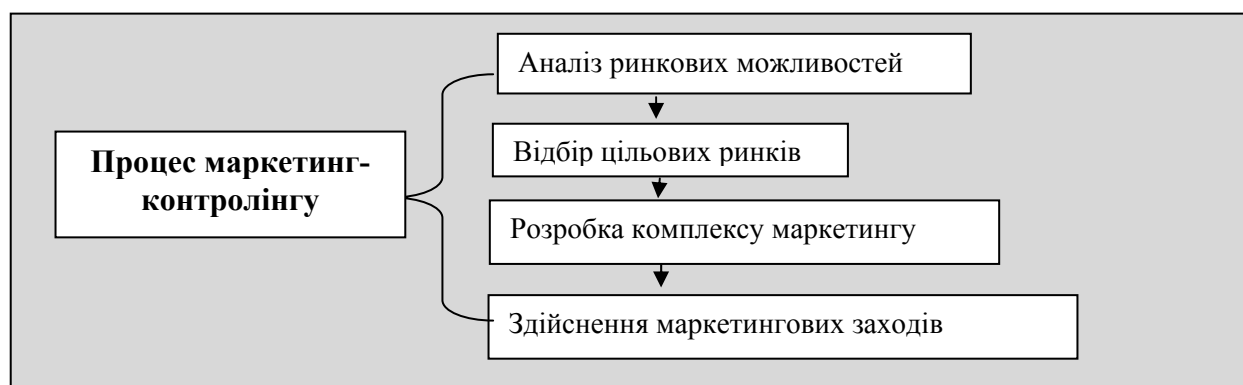 Аналіз ринкових можливостей
Відбір цільових ринків
Процес маркетинг-
контролінгу
Розробка комплексу маркетингу
Здійснення маркетингових заходів